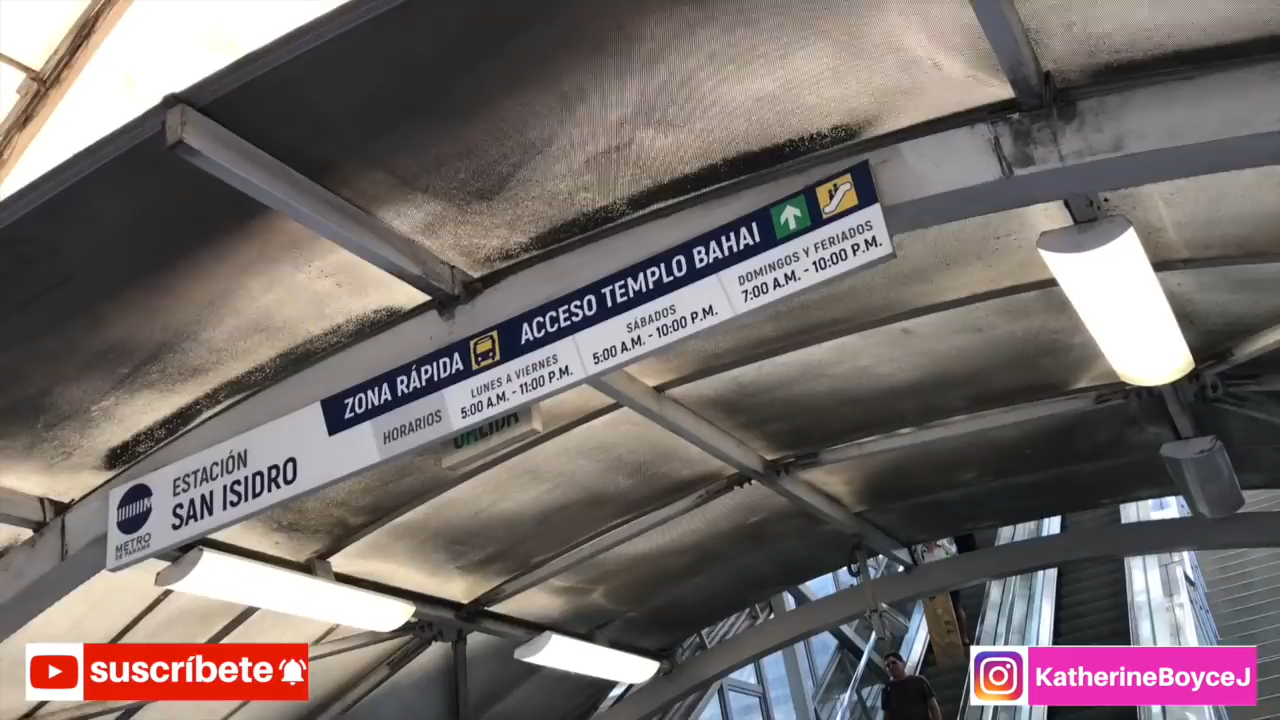 ZONA RÁPIDA ACCESO TEMPLO BAHAI
ESTACIÓN
SAN ISIDRO
METRO
DE PANAMÁ
HORARIOS
LUNES A VIERNES
5:00 A.M. - 11:00 P.M.
SÁBADOS
5:00 A.M. - 10:00 P.M.
DOMINGOS Y FERIADOS
7:00 A.M. - 10:00 P.M.
SALIDA
suscríbete
KatherineBoyceJ